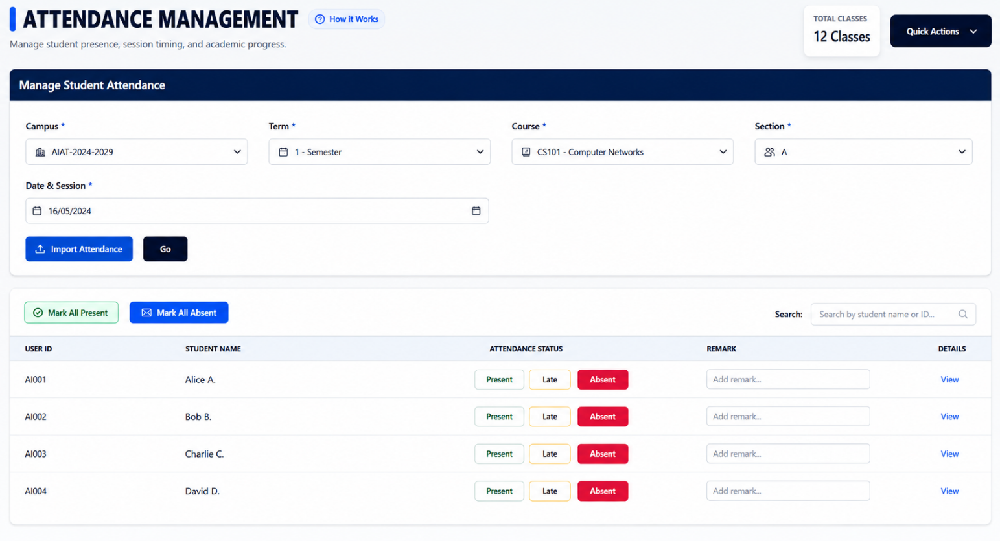 ATTENDANCE MANAGEMENT
How it Works
Manage student presence, session timing, and academic progress.
TOTAL CLASSES
12 Classes
Quick Actions
Manage Student Attendance
Campus * Term * Course * Section *
AIAT-2024-2029 1 - Semester CS101 - Computer Networks A
Date & Session *
16/05/2024
Import Attendance Go
Mark All Present Mark All Absent Search: Search by student name or ID...
USER ID STUDENT NAME ATTENDANCE STATUS REMARK DETAILS
AI001 Alice A. Present Late Absent Add remark... View
AI002 Bob B. Present Late Absent Add remark... View
AI003 Charlie C. Present Late Absent Add remark... View
AI004 David D. Present Late Absent Add remark... View